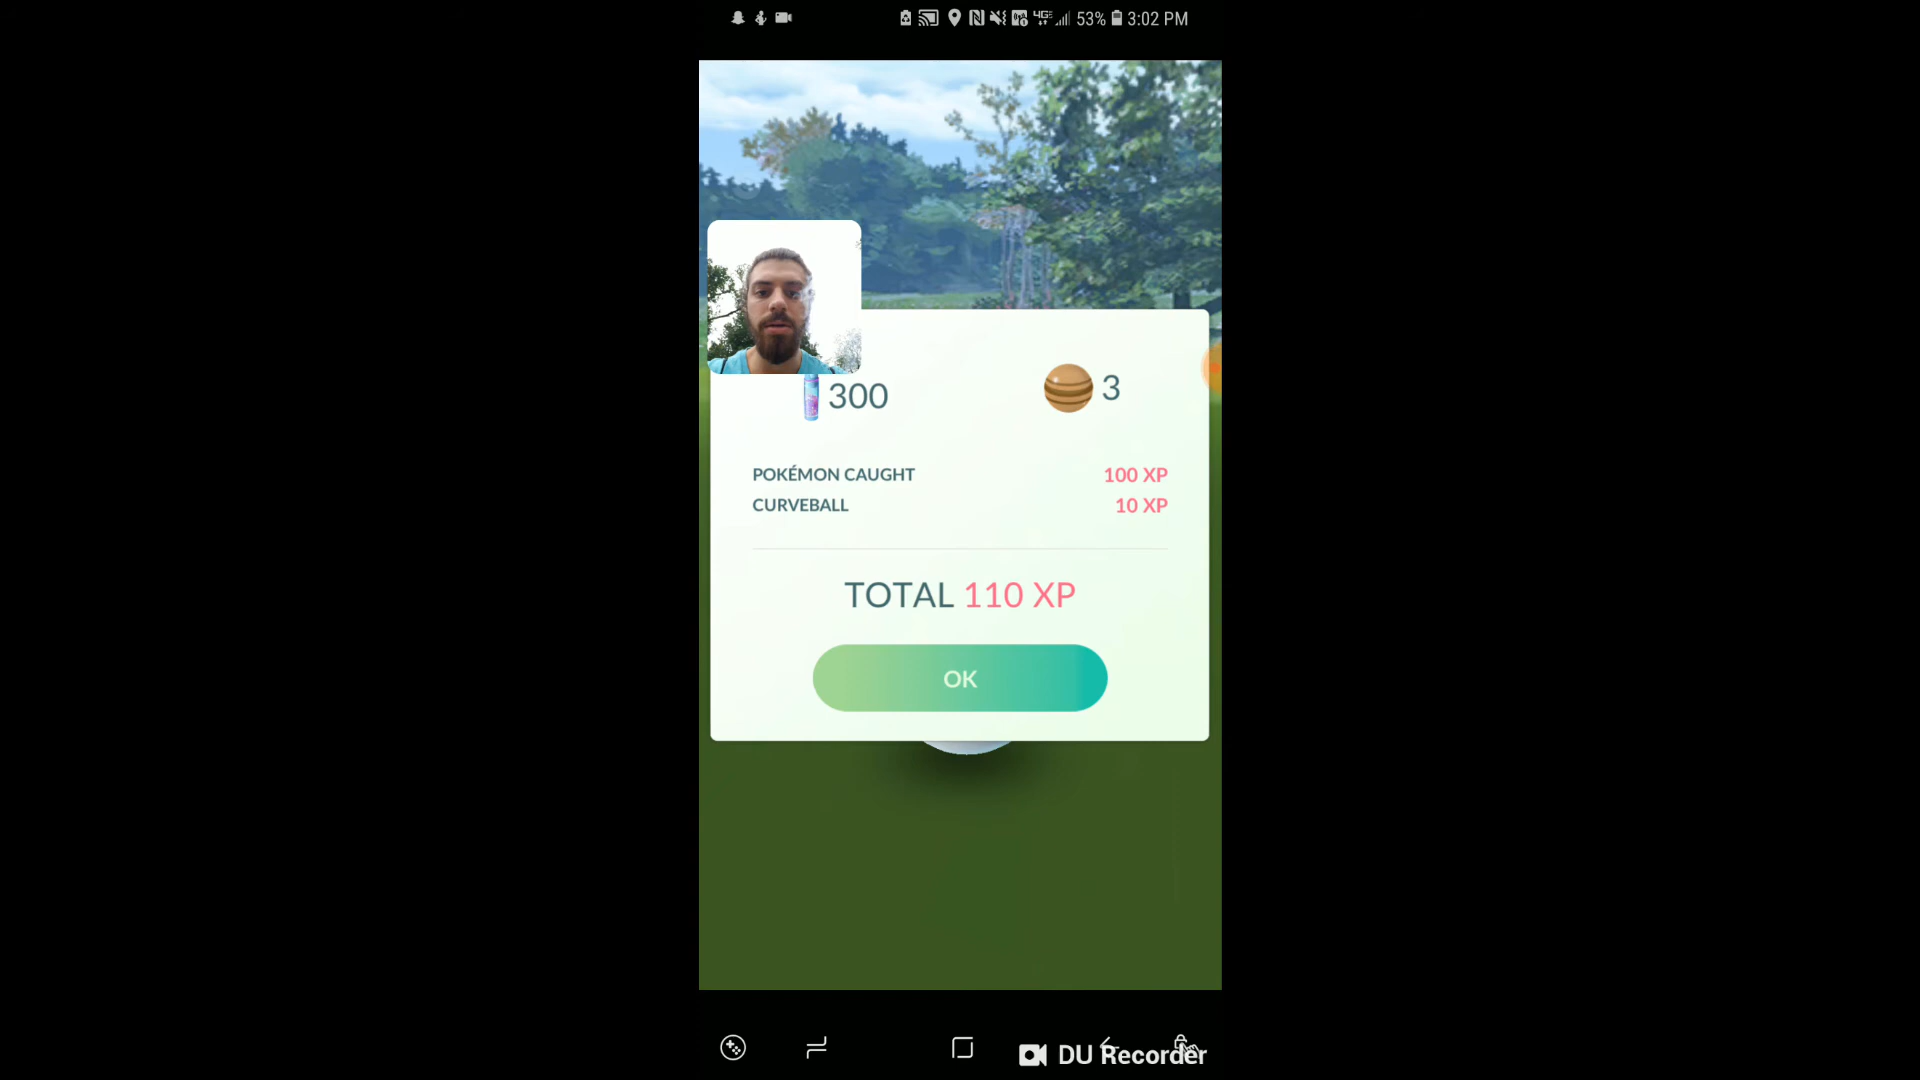 4GE 53% 3:02 PM
300
3
POKÉMON CAUGHT 100 XP
CURVEBALL 10 XP
TOTAL 110 XP
OK
DU Recorder